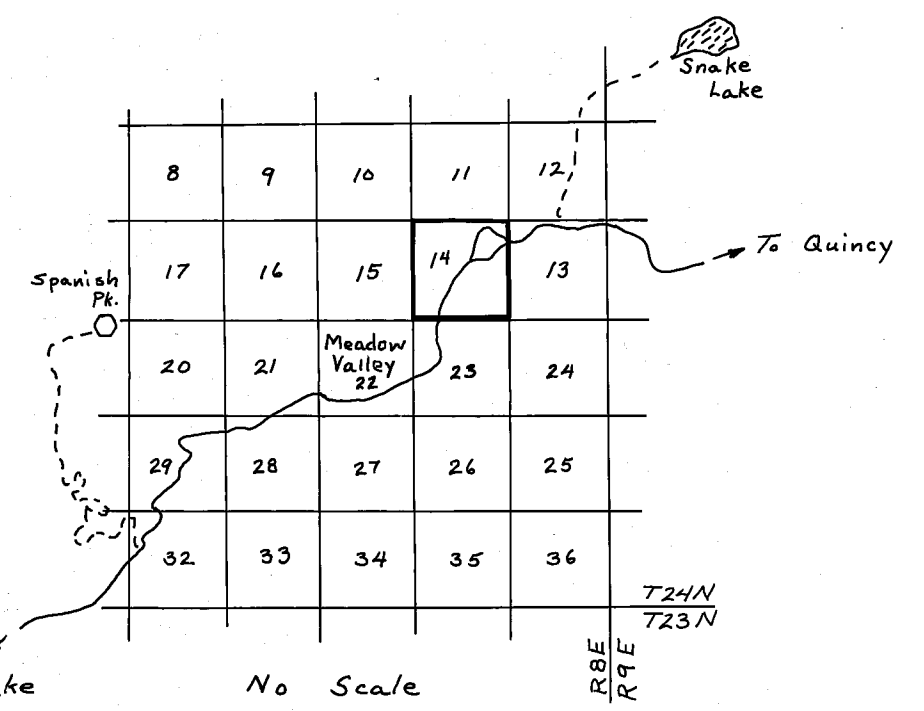 Snake
Lake
8 9 10 11 12
To Quincy
17 16 15 14 13
Spanish
Pk.
Meadow
Valley
20 21 22 23 24
29 28 27 26 25
32 33 34 35 36
T24N
T23N
R8E
R9E
ke
No Scale